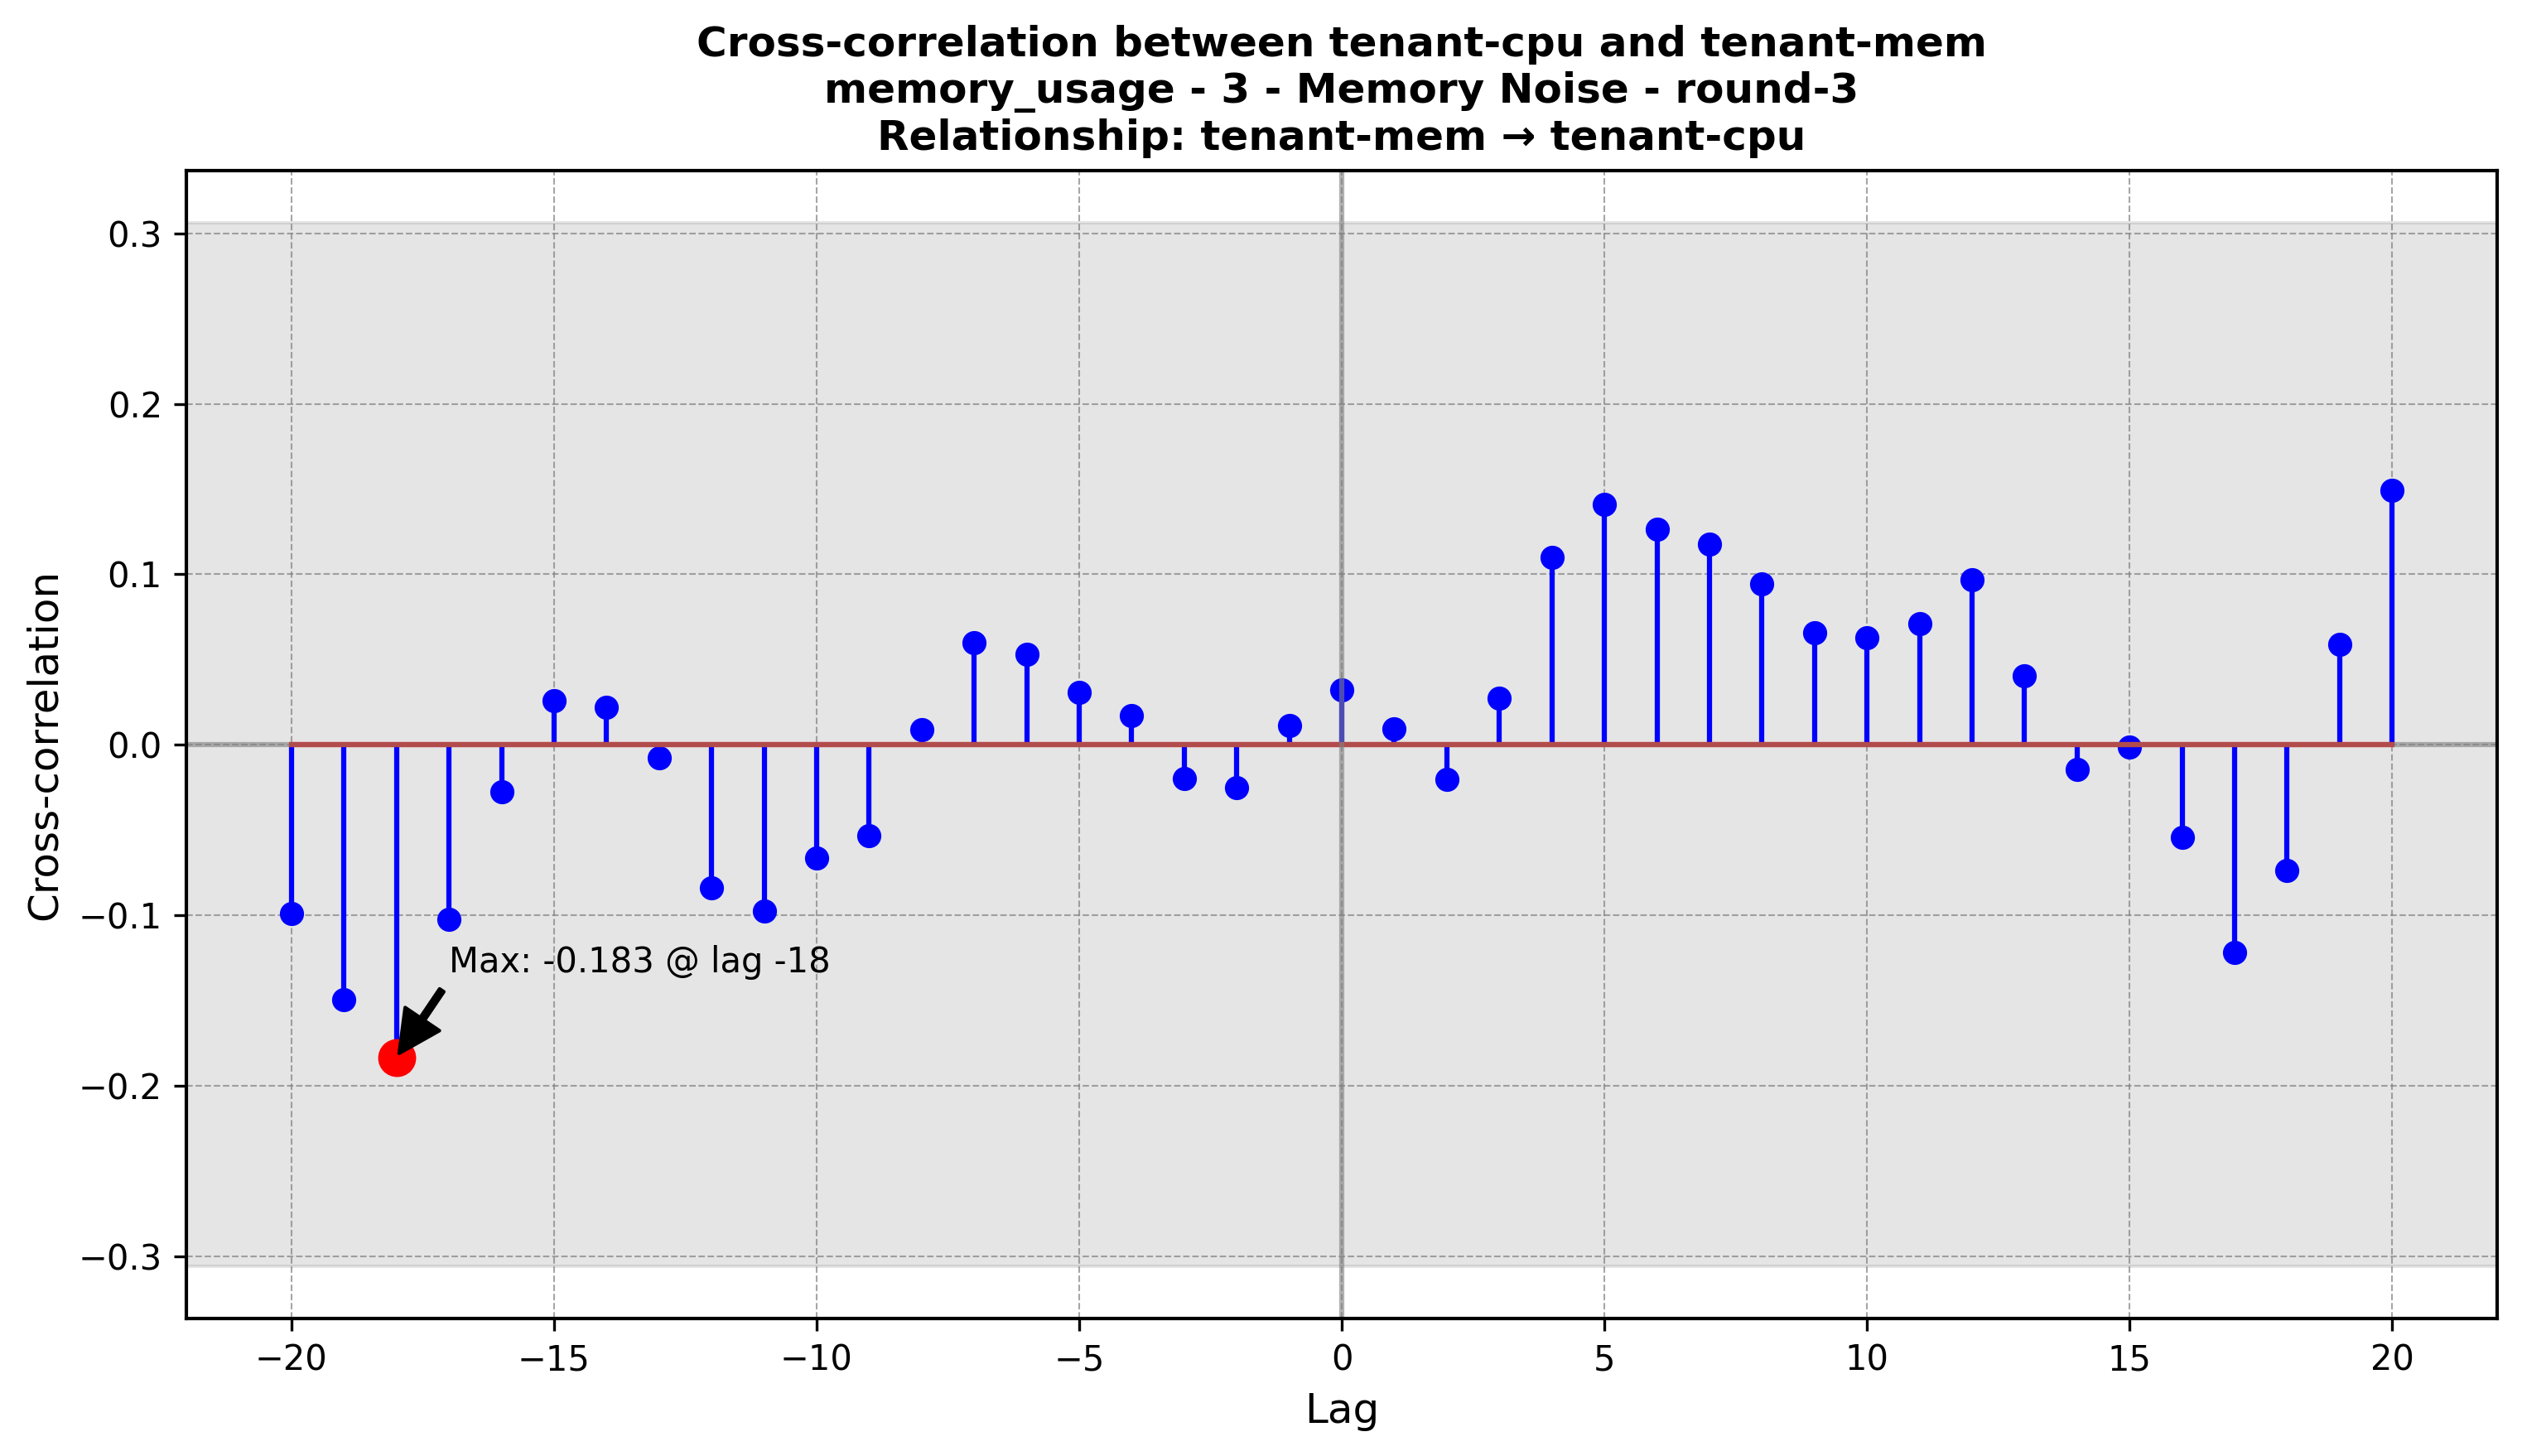 Cross-correlation between tenant-cpu and tenant-mem
memory_usage - 3 - Memory Noise - round-3
Relationship: tenant-mem → tenant-cpu
Cross-correlation
0.3
0.2
0.1
0.0
−0.1
−0.2
−0.3
Max: -0.183 @ lag -18
−20
−15
−10
−5
0
5
10
15
20
Lag